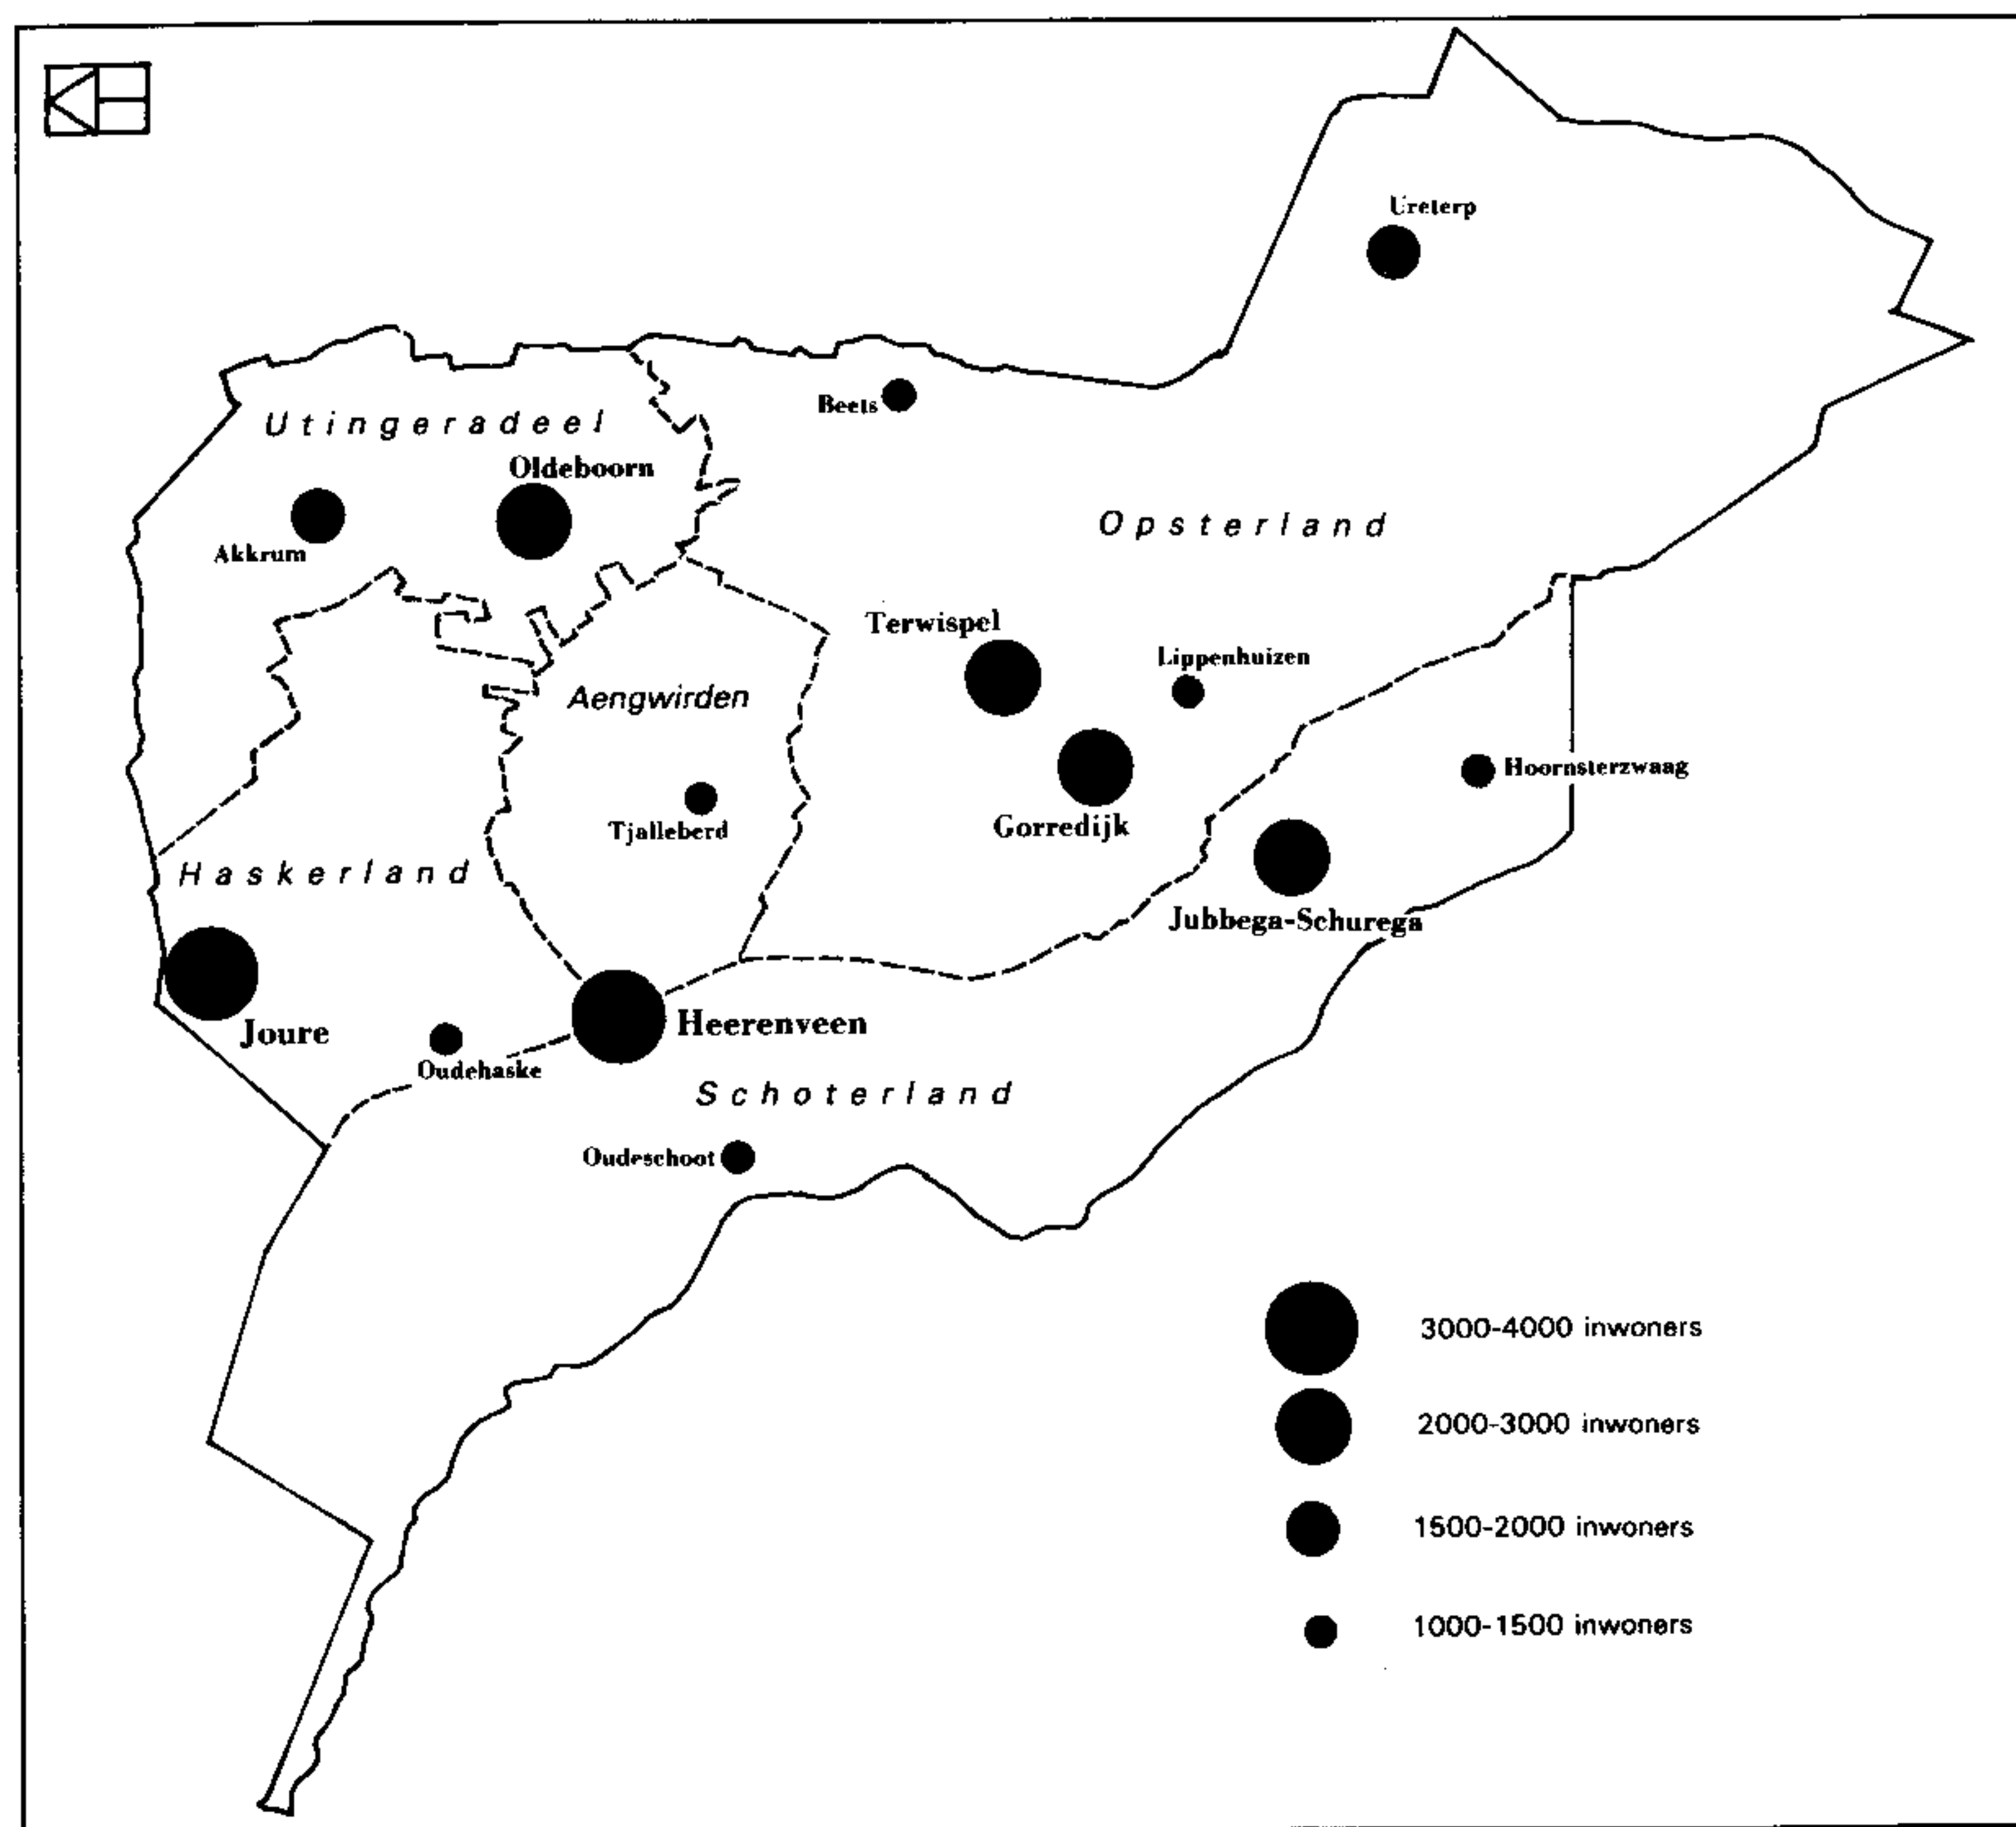 Ureterp
Beets
Utingeradeel
Oldeboorn
Akkrum
Opsterland
Terwispel
Lippenhuizen
Aengwirden
Hoornsterzwaag
Tjalleberd
Gorredijk
Haskerland
Jubbega-Schurega
Joure
Heerenveen
Oudehaske
Schoterland
Oudeschoot
3000-4000 inwoners
2000-3000 inwoners
1500-2000 inwoners
1000-1500 inwoners